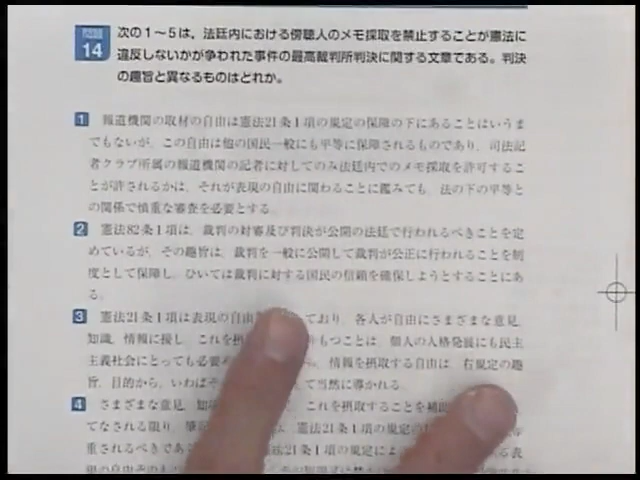 問題
14
次の1~5は、法廷内における傍聴人のメモ採取を禁止することが憲法に
違反しないかが争われた事件の最高裁判所判決に関する文章である。判決
の趣旨と異なるものはどれか。
1 報道機関の取材の自由は憲法21条1項の規定の保障の下にあることはいうま
でもないが、この自由は他の国民一般にも平等に保障されるものであり、司法記
者クラブ所属の報道機関の記者に対してのみ法廷内でのメモ採取を許可するこ
とが許されるかは、それが表現の自由に関わることに鑑みても、法の下の平等と
の関係で慎重な審査を必要とする。
2 憲法82条1項は、裁判の対審及び判決が公開の法廷で行われるべきことを定
めているが、その趣旨は、裁判を一般に公開して裁判が公正に行われることを制
度として保障し、ひいては裁判に対する国民の信頼を確保しようとすることにあ
る。
3 憲法21条1項は表現の自由 ており、各人が自由にさまざまな意見、
知識、情報に接し、これを摂 もつことは、個人の人格発展にも民主
主義社会にとっても必要 、情報を摂取する自由は、右規定の趣
旨、目的から、いわばそ て当然に導かれる。
4 さまざまな意見、知 これを摂取することを補助
てなされる限り、筆 憲法21条1項の規定の
重されるべきであ 法21条1項の規定によ 表
現の自由そのもの